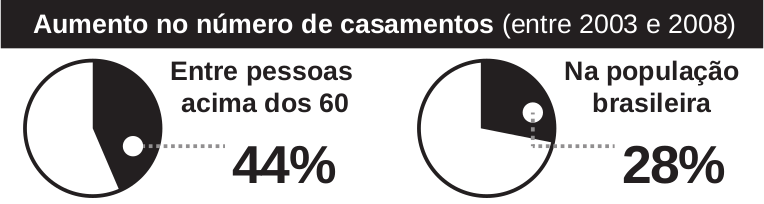 Aumento no número de casamentos (entre 2003 e 2008)
Entre pessoas
acima dos 60
44%
Na população
brasileira
28%